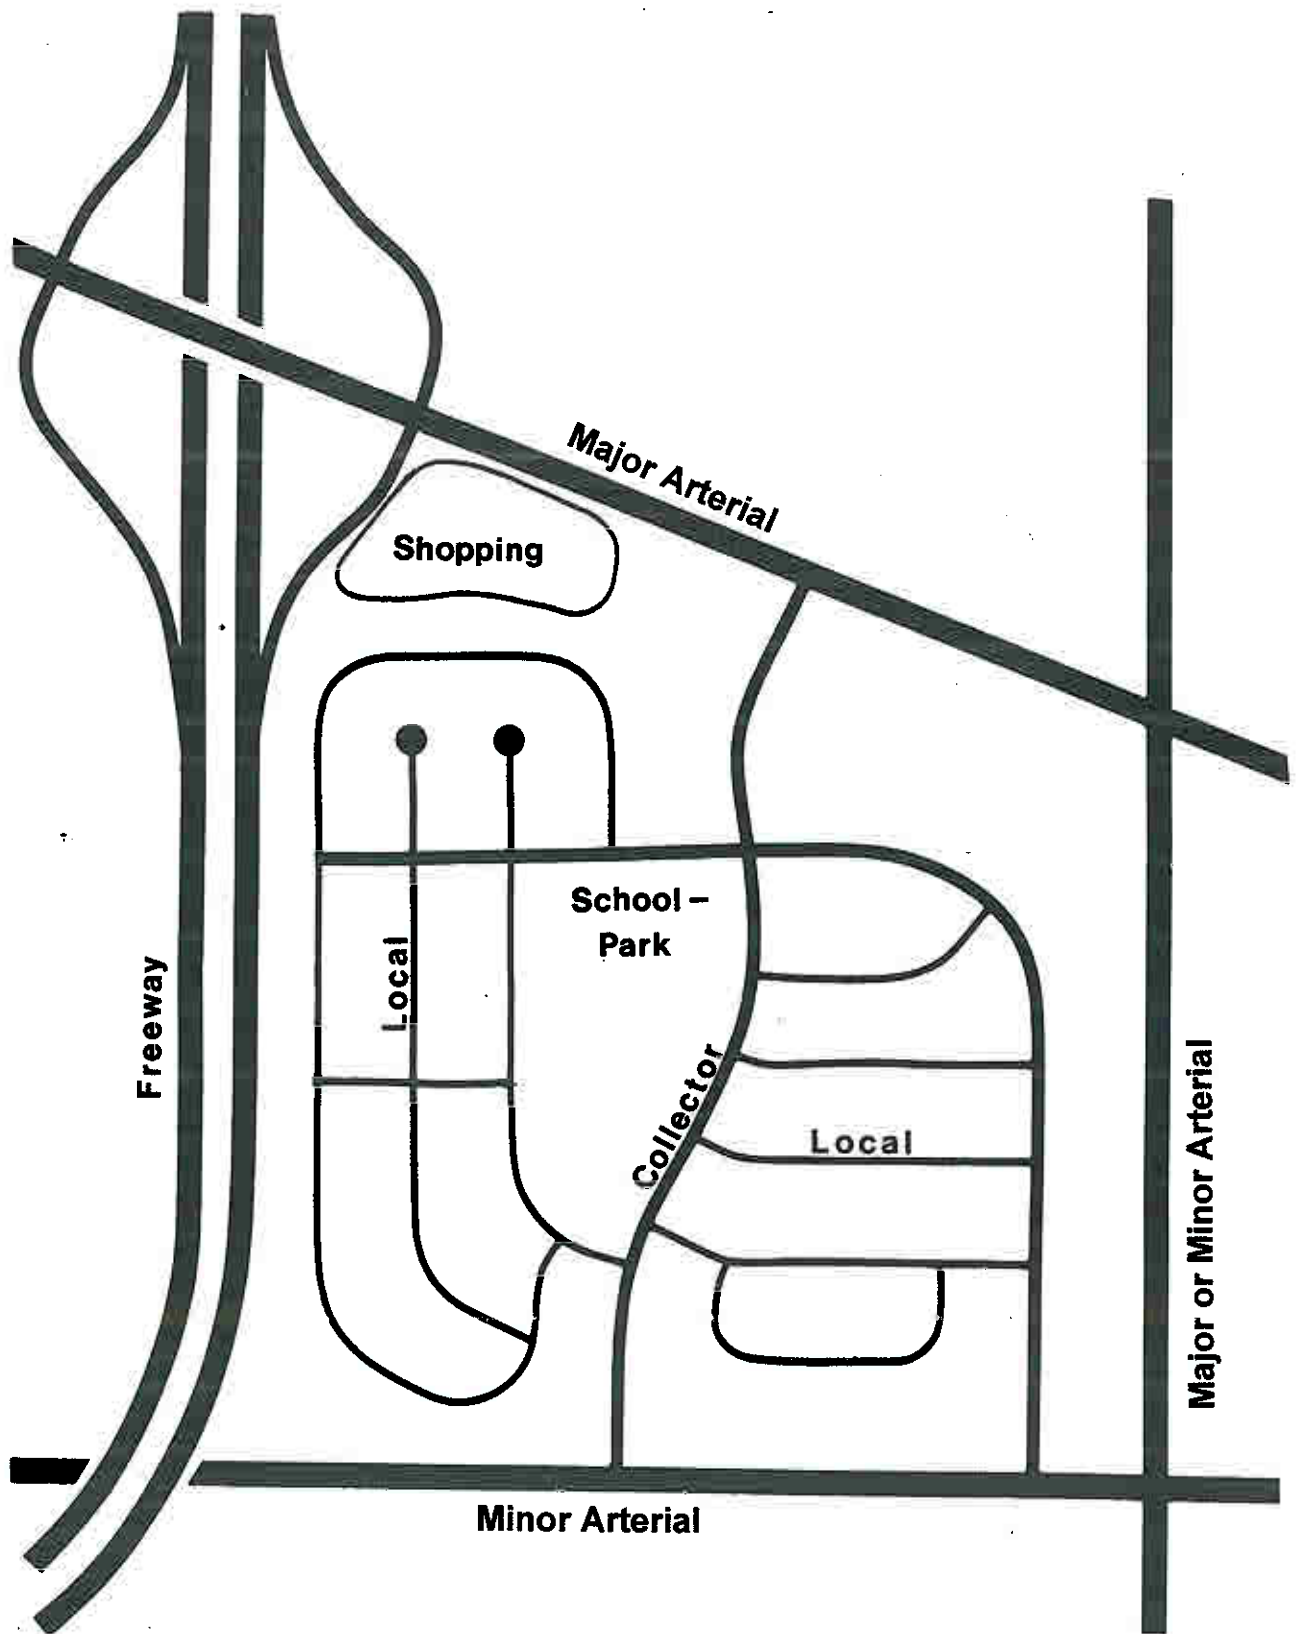 Major Arterial
Shopping
School –
Park
Local
Freeway
Collector
Local
Major or Minor Arterial
Minor Arterial